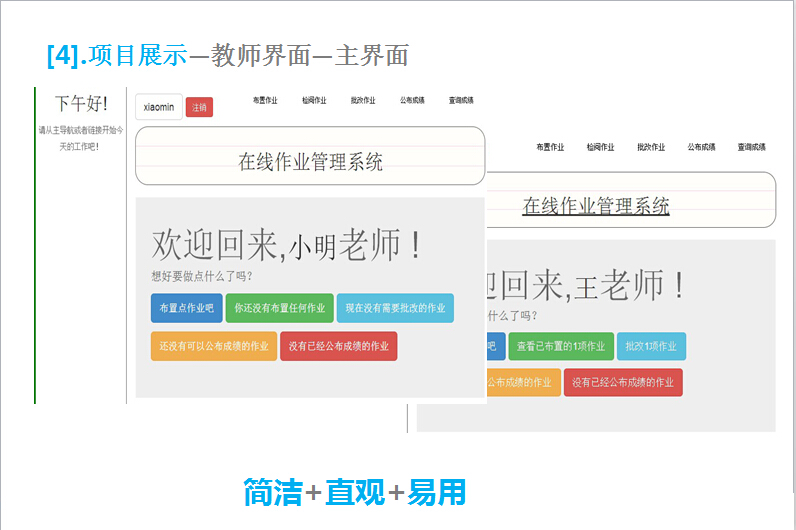 [4].项目展示—教师界面—主界面
下午好!
请从主导航或者链接开始今
天的工作吧！
xiaomin 注销 布置作业 检阅作业 批改作业 公布成绩 查询成绩
在线作业管理系统
欢迎回来,小明老师！
想好要做点什么了吗?
布置点作业吧 你还没有布置任何作业 现在没有需要批改的作业
还没有可以公布成绩的作业 没有已经公布成绩的作业
布置作业 检阅作业 批改作业 公布成绩 查询成绩
在线作业管理系统
迎回来,王老师！
什么了吗?
吧 查看已布置的1项作业 批改1项作业
公布成绩的作业 没有已经公布成绩的作业
简洁+直观+易用